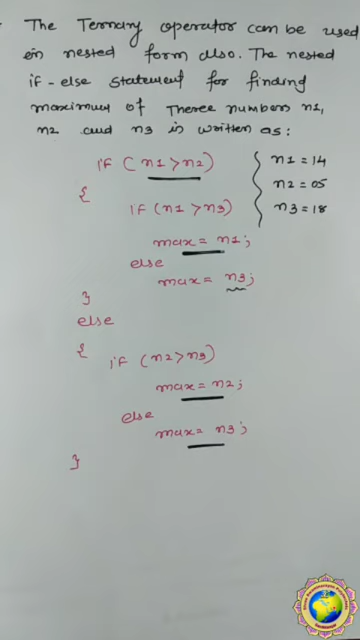 The Ternary operator can be used
in nested form also. The nested
if-else statement for finding
maximum of Theree numbers n1,
n2 and n3 is written as:
if (n1>n2)
{
if (n1>n3)
max = n1;
else
max = n3;
}
else
{
if (n2>n3)
max = n2;
else
max = n3;
}
n1 = 14
n2 = 05
n3 = 18